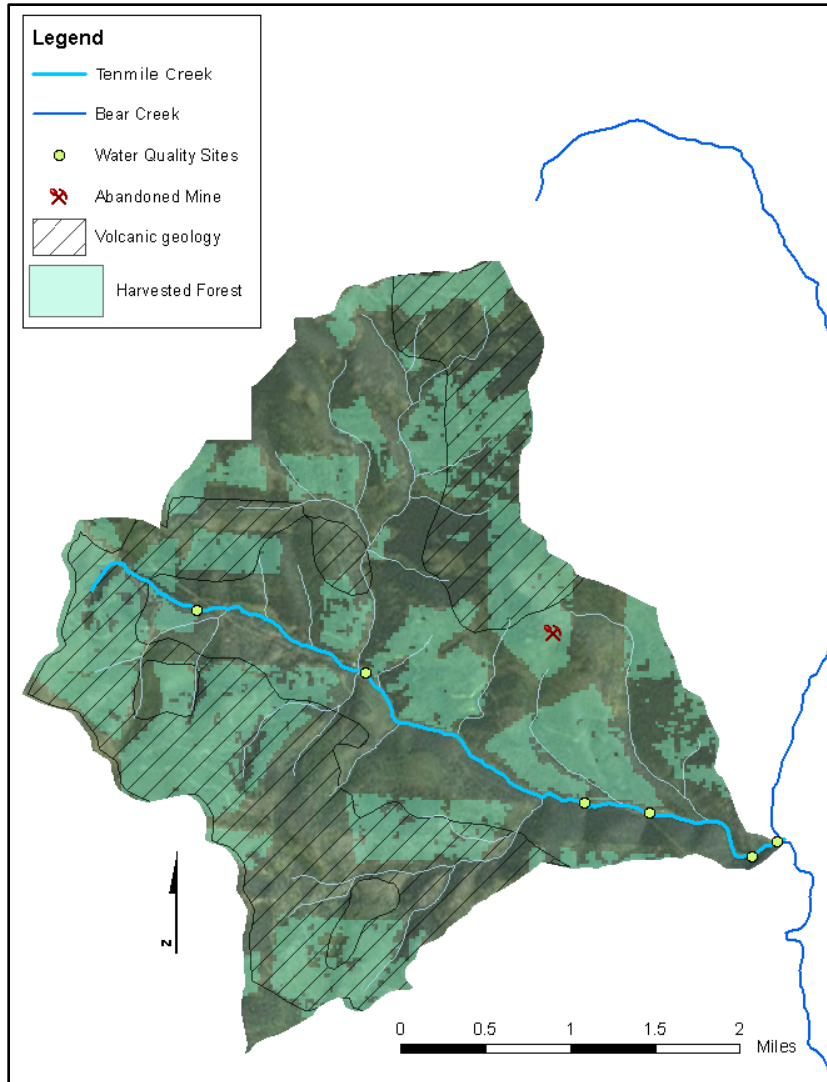 Legend
Tenmile Creek
Bear Creek
Water Quality Sites
Abandoned Mine
Volcanic geology
Harvested Forest
N
0 0.5 1 1.5 2
Miles